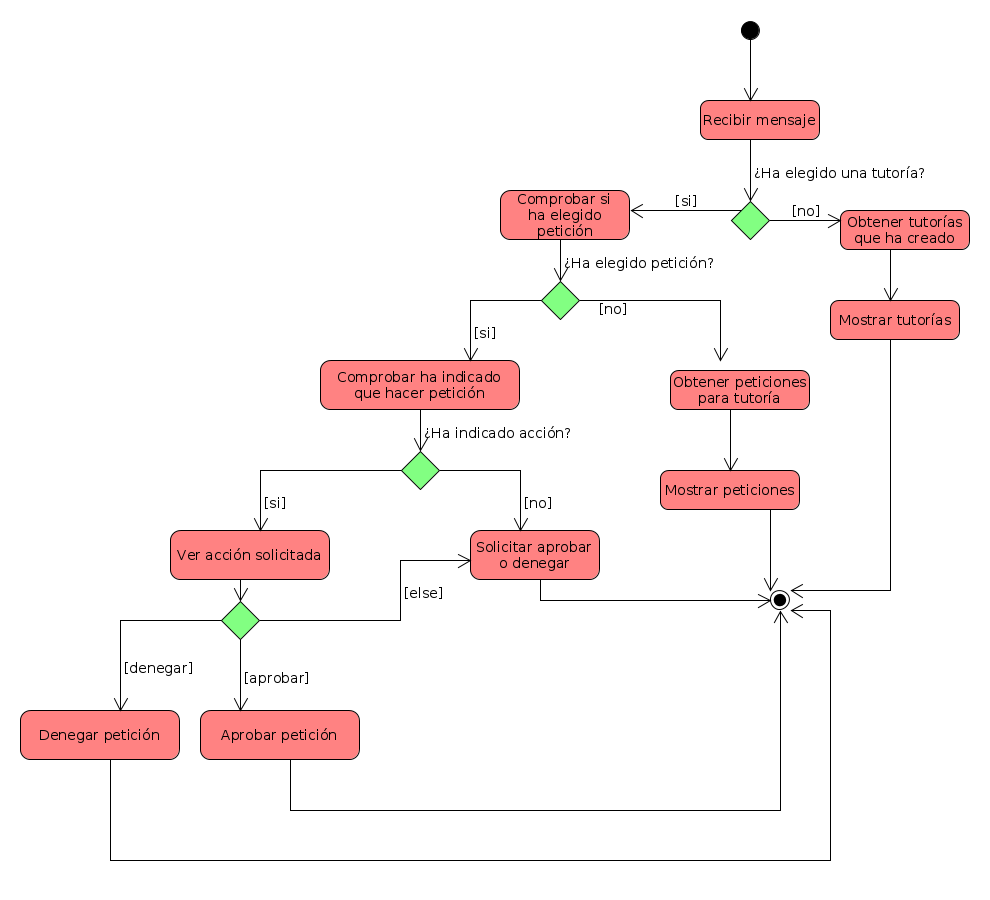 Recibir mensaje
¿Ha elegido una tutoría?
[si]
[no]
Comprobar si
ha elegido
petición
Obtener tutorías
que ha creado
¿Ha elegido petición?
[no]
[si]
Mostrar tutorías
Comprobar ha indicado
que hacer petición
Obtener peticiones
para tutoría
¿Ha indicado acción?
Mostrar peticiones
[si]
[no]
Ver acción solicitada
Solicitar aprobar
o denegar
[else]
[denegar]
[aprobar]
Denegar petición
Aprobar petición